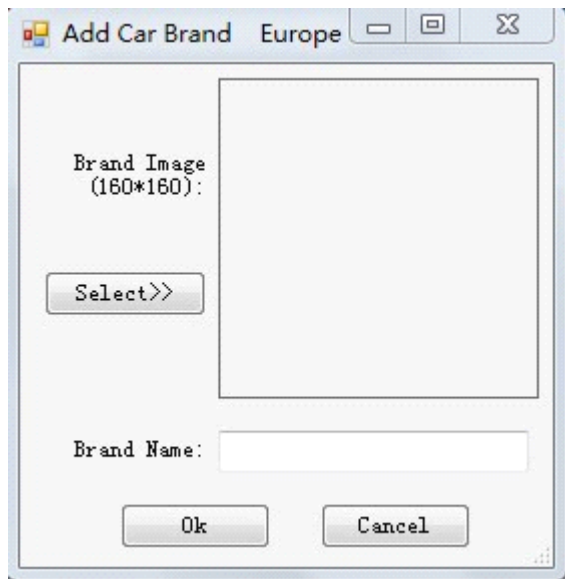 Add Car Brand Europe
Brand Image
(160*160):
Select>>
Brand Name:
Ok
Cancel